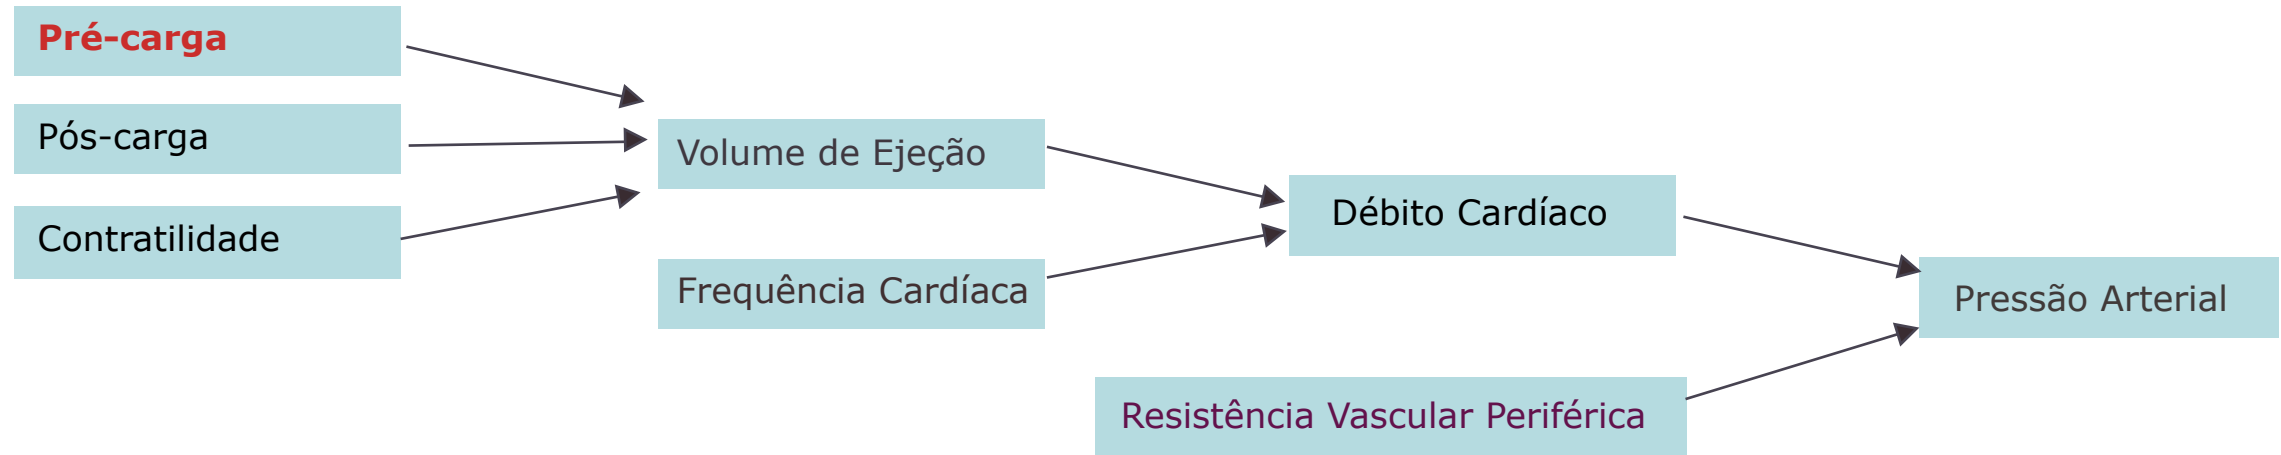 Pré-carga
Pós-carga
Contratilidade
Volume de Ejeção
Frequência Cardíaca
Débito Cardíaco
Resistência Vascular Periférica
Pressão Arterial